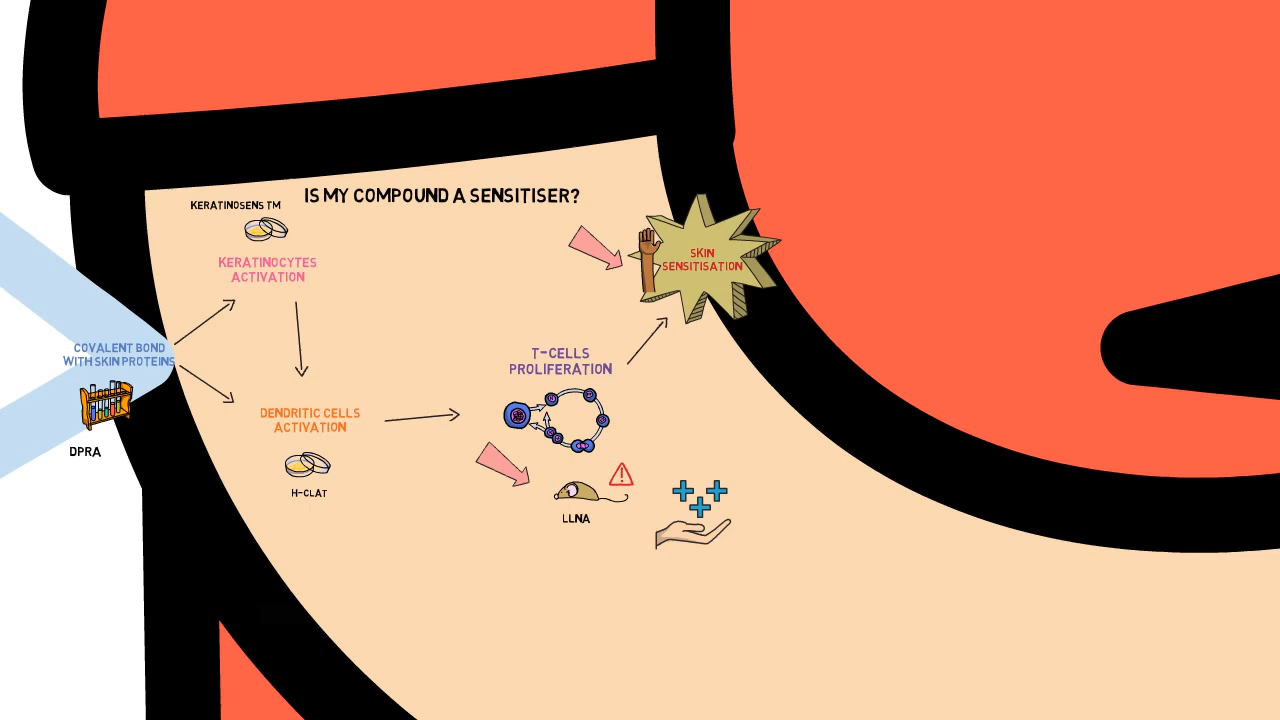 IS MY COMPOUND A SENSITISER?
KERATINOSENS TM
KERATINOCYTES
ACTIVATION
SKIN
SENSITISATION
COVALENT BOND
WITH SKIN PROTEINS
DPRA
T-CELLS
PROLIFERATION
DENDRITIC CELLS
ACTIVATION
H-CLAT
LLNA